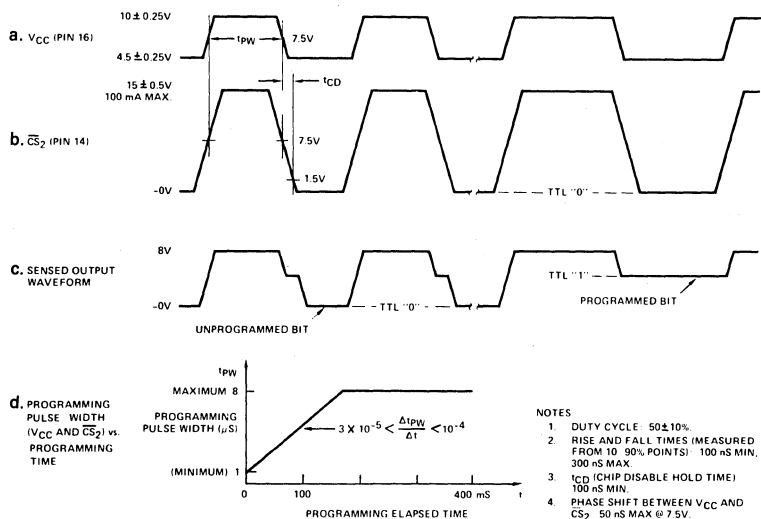 a. VCC (PIN 16)
10 ± 0.25V
tPW
7.5V
4.5 ± 0.25V
tCD
15 ± 0.5V
100 mA MAX.
b. CS2 (PIN 14)
7.5V
1.5V
-0V
TTL "0"
8V
c. SENSED OUTPUT
WAVEFORM
TTL "1"
-0V
TTL "0"
PROGRAMMED BIT
UNPROGRAMMED BIT
tPW
MAXIMUM 8
d. PROGRAMMING
PULSE WIDTH
(VCC AND CS2) vs.
PROGRAMMING
TIME
PROGRAMMING
PULSE WIDTH (µS)
3 X 10-5 < ΔtPW/Δt < 10-4
(MINIMUM) 1
0
100
400 mS
t
PROGRAMMING ELAPSED TIME
NOTES
1. DUTY CYCLE: 50±10%.
2. RISE AND FALL TIMES (MEASURED
FROM 10 90% POINTS) 100 nS MIN,
300 nS MAX.
3. tCD (CHIP DISABLE HOLD TIME)
100 nS MIN.
4. PHASE SHIFT BETWEEN VCC AND
CS2 50 nS MAX @ 7.5V.